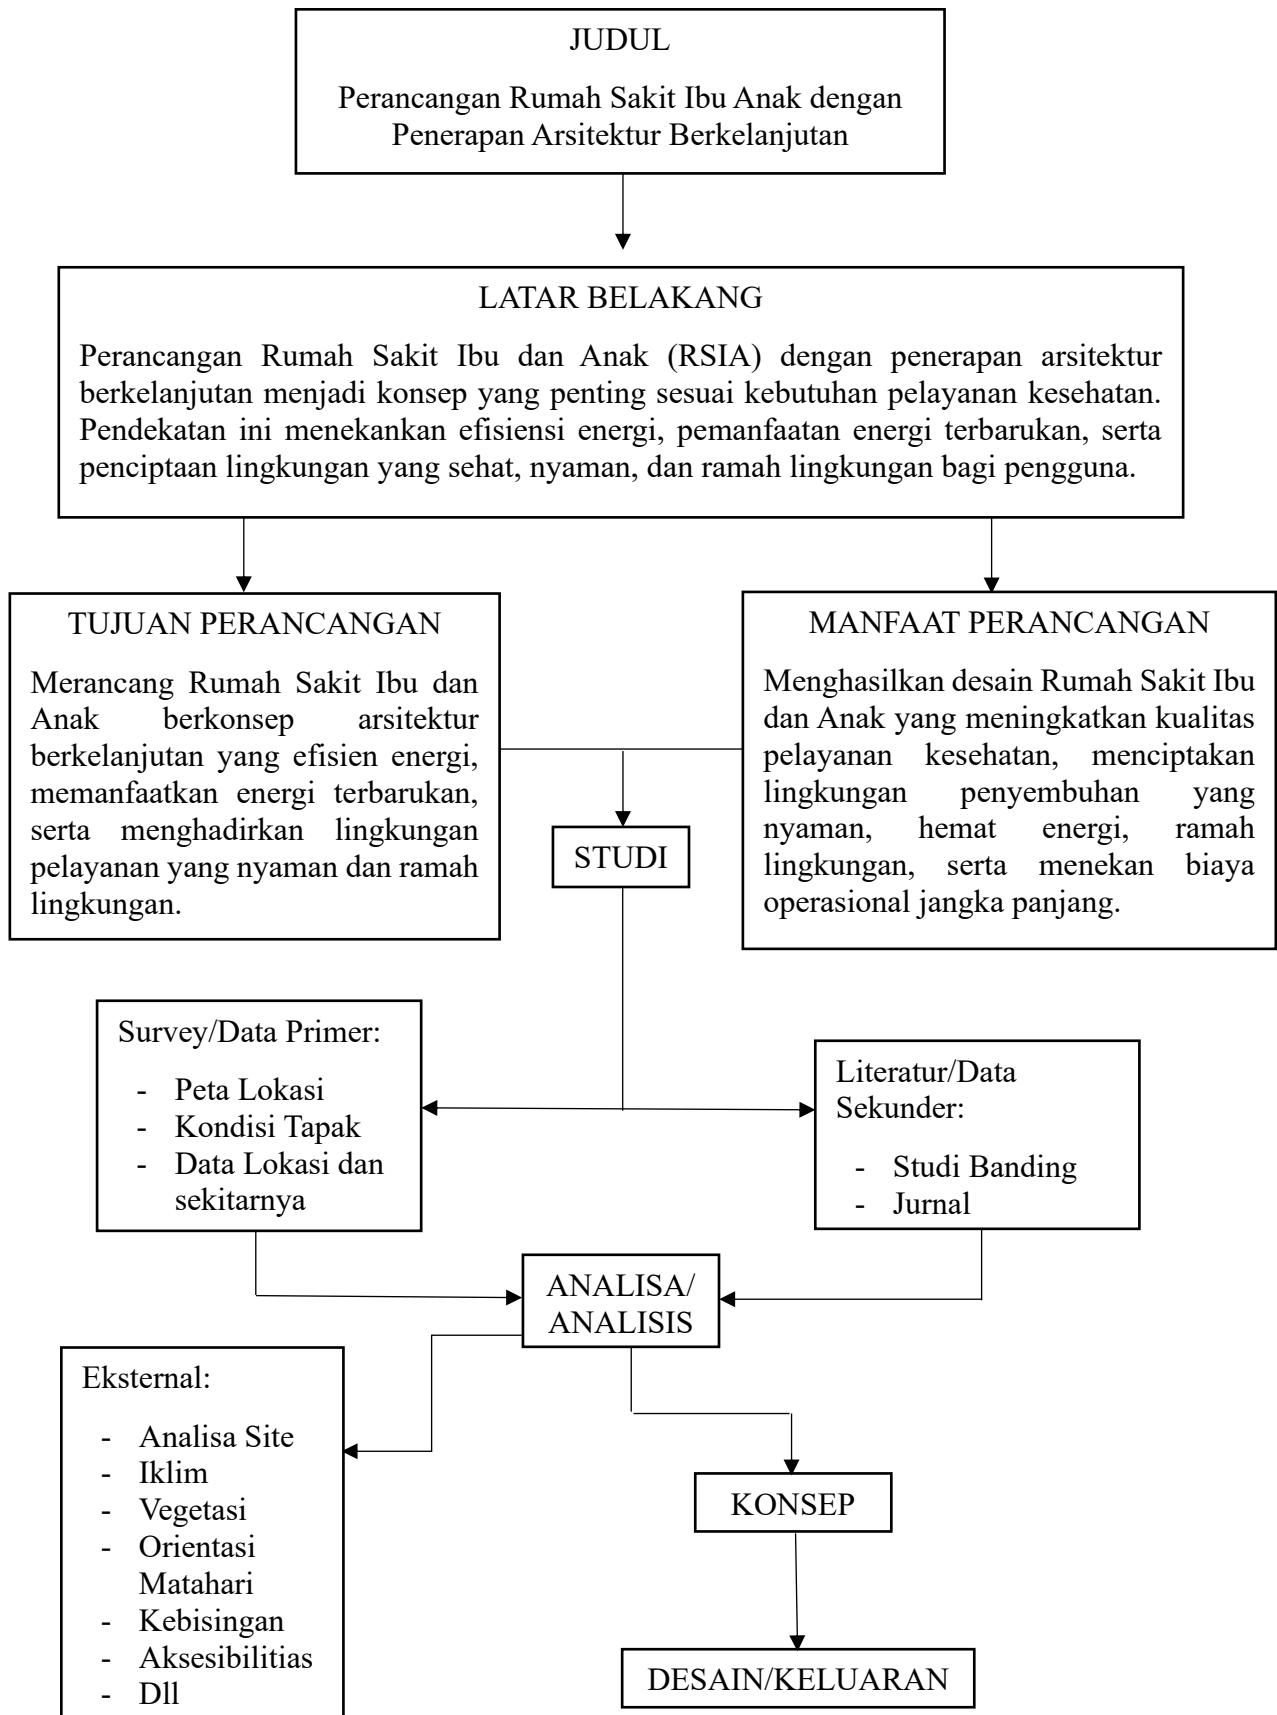 JUDUL
Perancangan Rumah Sakit Ibu Anak dengan
Penerapan Arsitektur Berkelanjutan
LATAR BELAKANG
Perancangan Rumah Sakit Ibu dan Anak (RSIA) dengan penerapan arsitektur
berkelanjutan menjadi konsep yang penting sesuai kebutuhan pelayanan kesehatan.
Pendekatan ini menekankan efisiensi energi, pemanfaatan energi terbarukan, serta
penciptaan lingkungan yang sehat, nyaman, dan ramah lingkungan bagi pengguna.
TUJUAN PERANCANGAN
Merancang Rumah Sakit Ibu dan
Anak berkonsep arsitektur
berkelanjutan yang efisien energi,
memanfaatkan energi terbarukan,
serta menghadirkan lingkungan
pelayanan yang nyaman dan ramah
lingkungan.
MANFAAT PERANCANGAN
Menghasilkan desain Rumah Sakit Ibu
dan Anak yang meningkatkan kualitas
pelayanan kesehatan, menciptakan
lingkungan penyembuhan yang
nyaman, hemat energi, ramah
lingkungan, serta menekan biaya
operasional jangka panjang.
STUDI
Survey/Data Primer:
- Peta Lokasi
- Kondisi Tapak
- Data Lokasi dan
sekitarnya
Literatur/Data
Sekunder:
- Studi Banding
- Jurnal
ANALISA/
ANALISIS
Eksternal:
- Analisa Site
- Iklim
- Vegetasi
- Orientasi
Matahari
- Kebisingan
- Aksesibilitias
- Dll
KONSEP
DESAIN/KELUARAN